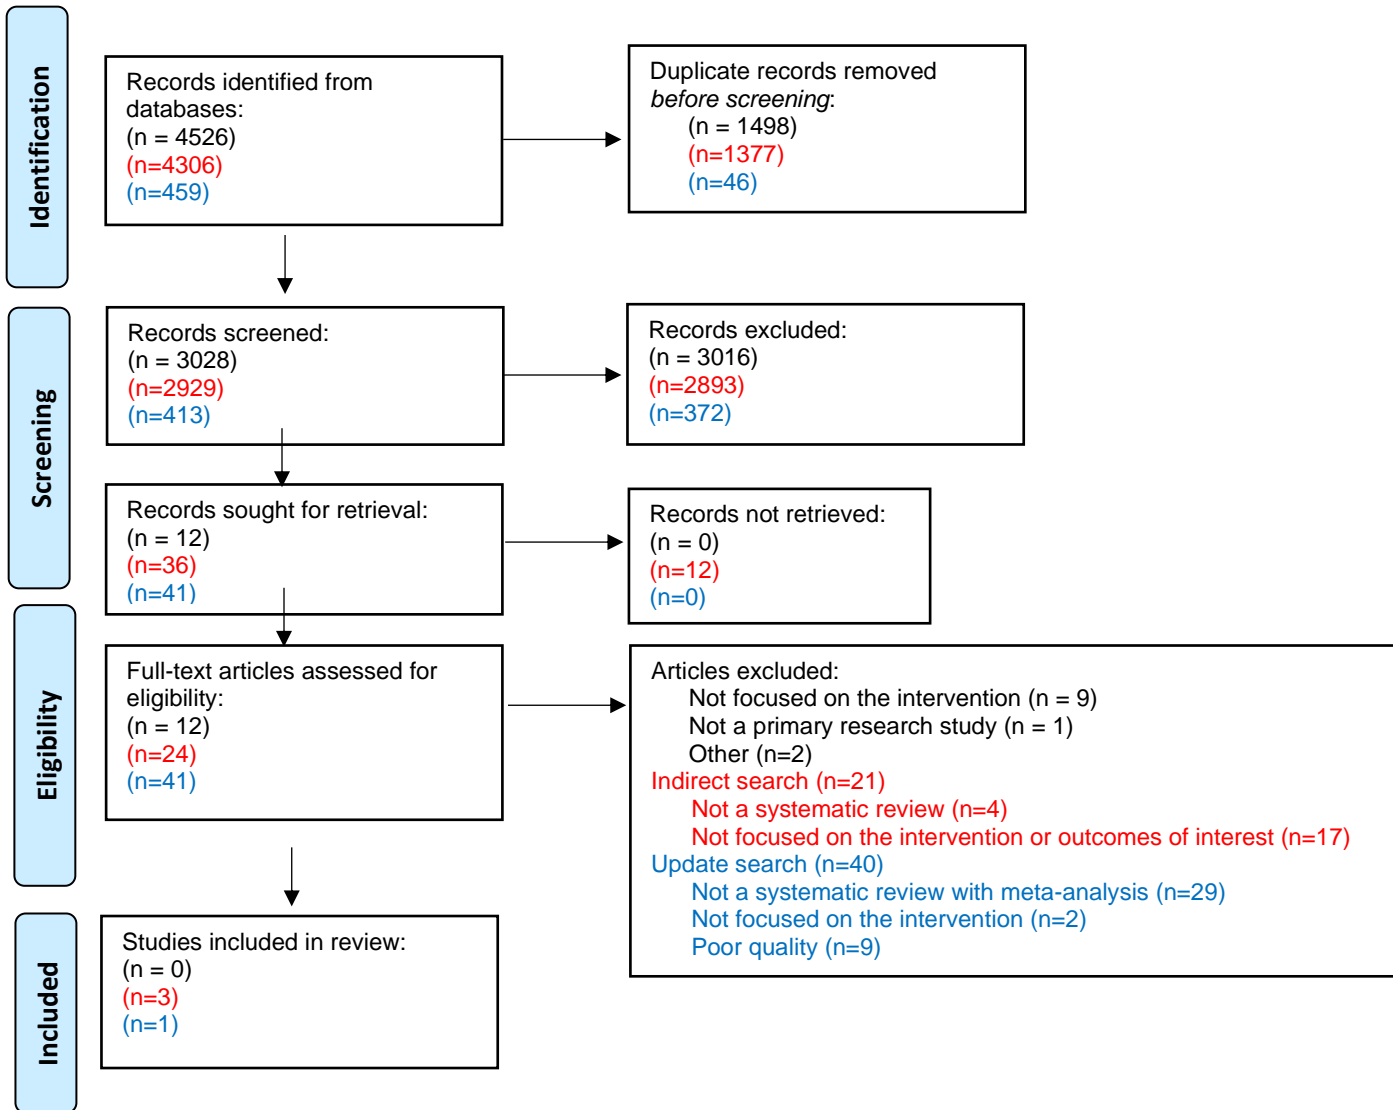 Identification
Records identified from
databases:
(n = 4526)
(n=4306)
(n=459)
Duplicate records removed
before screening:
(n = 1498)
(n=1377)
(n=46)
Screening
Records screened:
(n = 3028)
(n=2929)
(n=413)
Records excluded:
(n = 3016)
(n=2893)
(n=372)
Records sought for retrieval:
(n = 12)
(n=36)
(n=41)
Records not retrieved:
(n = 0)
(n=12)
(n=0)
Eligibility
Full-text articles assessed for
eligibility:
(n = 12)
(n=24)
(n=41)
Articles excluded:
Not focused on the intervention (n = 9)
Not a primary research study (n = 1)
Other (n=2)
Indirect search (n=21)
Not a systematic review (n=4)
Not focused on the intervention or outcomes of interest (n=17)
Update search (n=40)
Not a systematic review with meta-analysis (n=29)
Not focused on the intervention (n=2)
Poor quality (n=9)
Included
Studies included in review:
(n = 0)
(n=3)
(n=1)